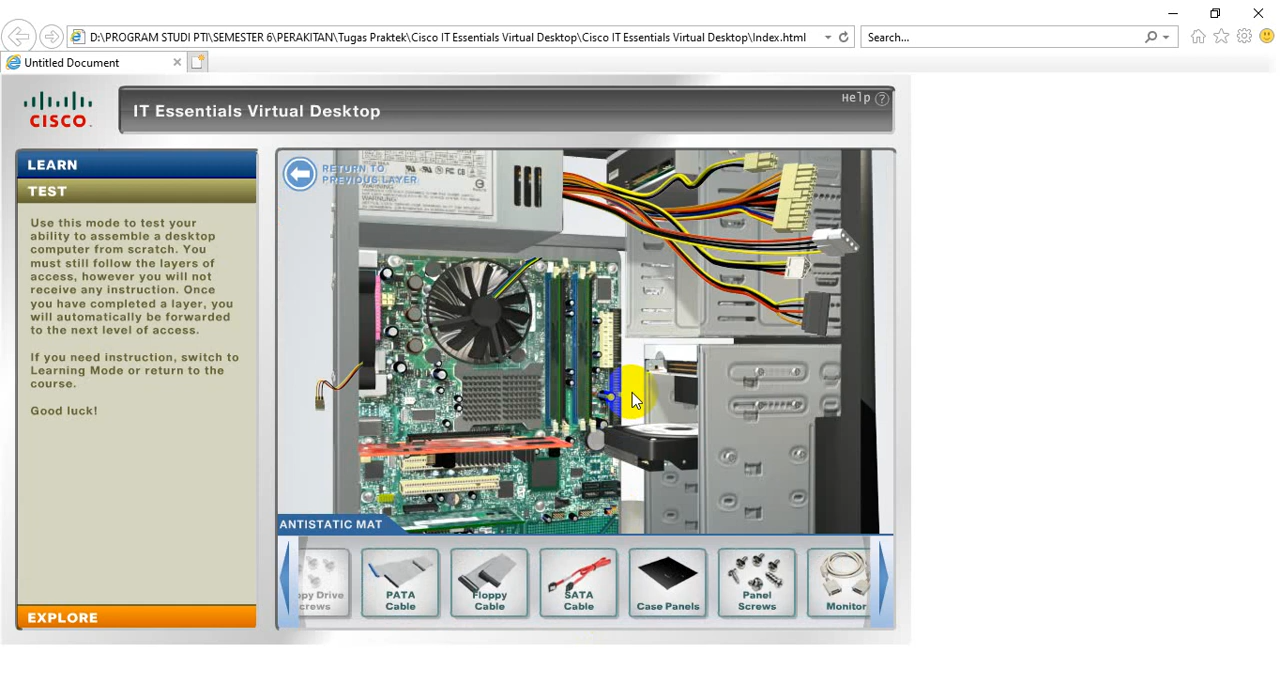 D:\PROGRAM STUDI PTI\SEMESTER 6\PERAKITAN\Tugas Praktek\Cisco IT Essentials Virtual Desktop\Cisco IT Essentials Virtual Desktop\Index.html
Search...
Untitled Document
CISCO
IT Essentials Virtual Desktop
Help ?
LEARN
TEST
Use this mode to test your
ability to assemble a desktop
computer from scratch. You
must still follow the layers of
access, however you will not
receive any instruction. Once
you have completed a layer, you
will automatically be forwarded
to the next level of access.
If you need instruction, switch to
Learning Mode or return to the
course.
Good luck!
EXPLORE
RETURN TO
PREVIOUS LAYER
ANTISTATIC MAT
py Drive
crews
PATA
Cable
Floppy
Cable
SATA
Cable
Case Panels
Panel
Screws
Monitor